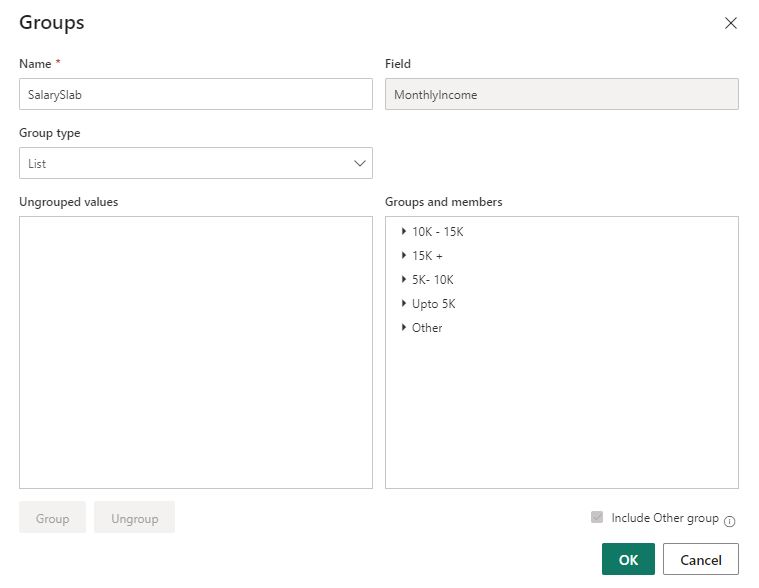 Groups
Name *
Field
SalarySlab
MonthlyIncome
Group type
List
Ungrouped values
Groups and members
10K - 15K
15K +
5K- 10K
Upto 5K
Other
Group
Ungroup
Include Other group
OK
Cancel